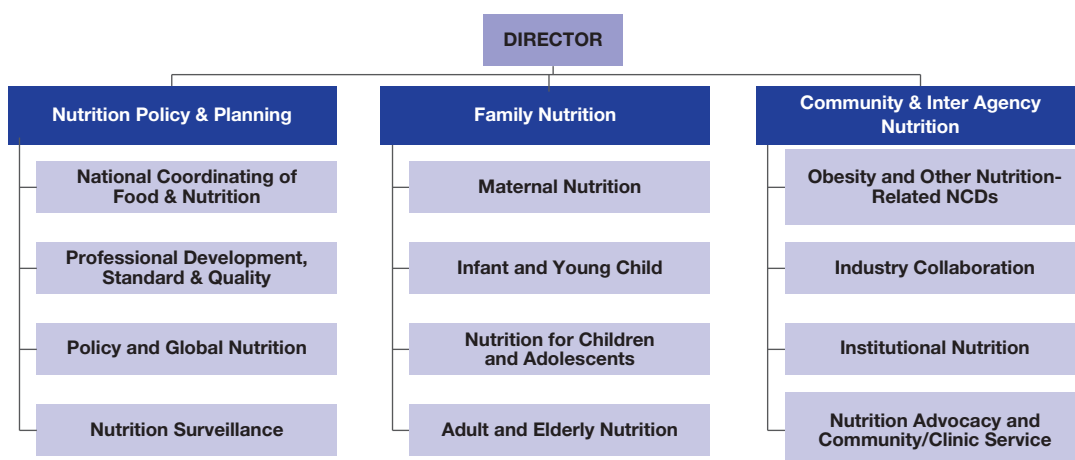 DIRECTOR
Nutrition Policy & Planning
National Coordinating of
Food & Nutrition
Professional Development,
Standard & Quality
Policy and Global Nutrition
Nutrition Surveillance
Family Nutrition
Maternal Nutrition
Infant and Young Child
Nutrition for Children
and Adolescents
Adult and Elderly Nutrition
Community & Inter Agency
Nutrition
Obesity and Other Nutrition-
Related NCDs
Industry Collaboration
Institutional Nutrition
Nutrition Advocacy and
Community/Clinic Service